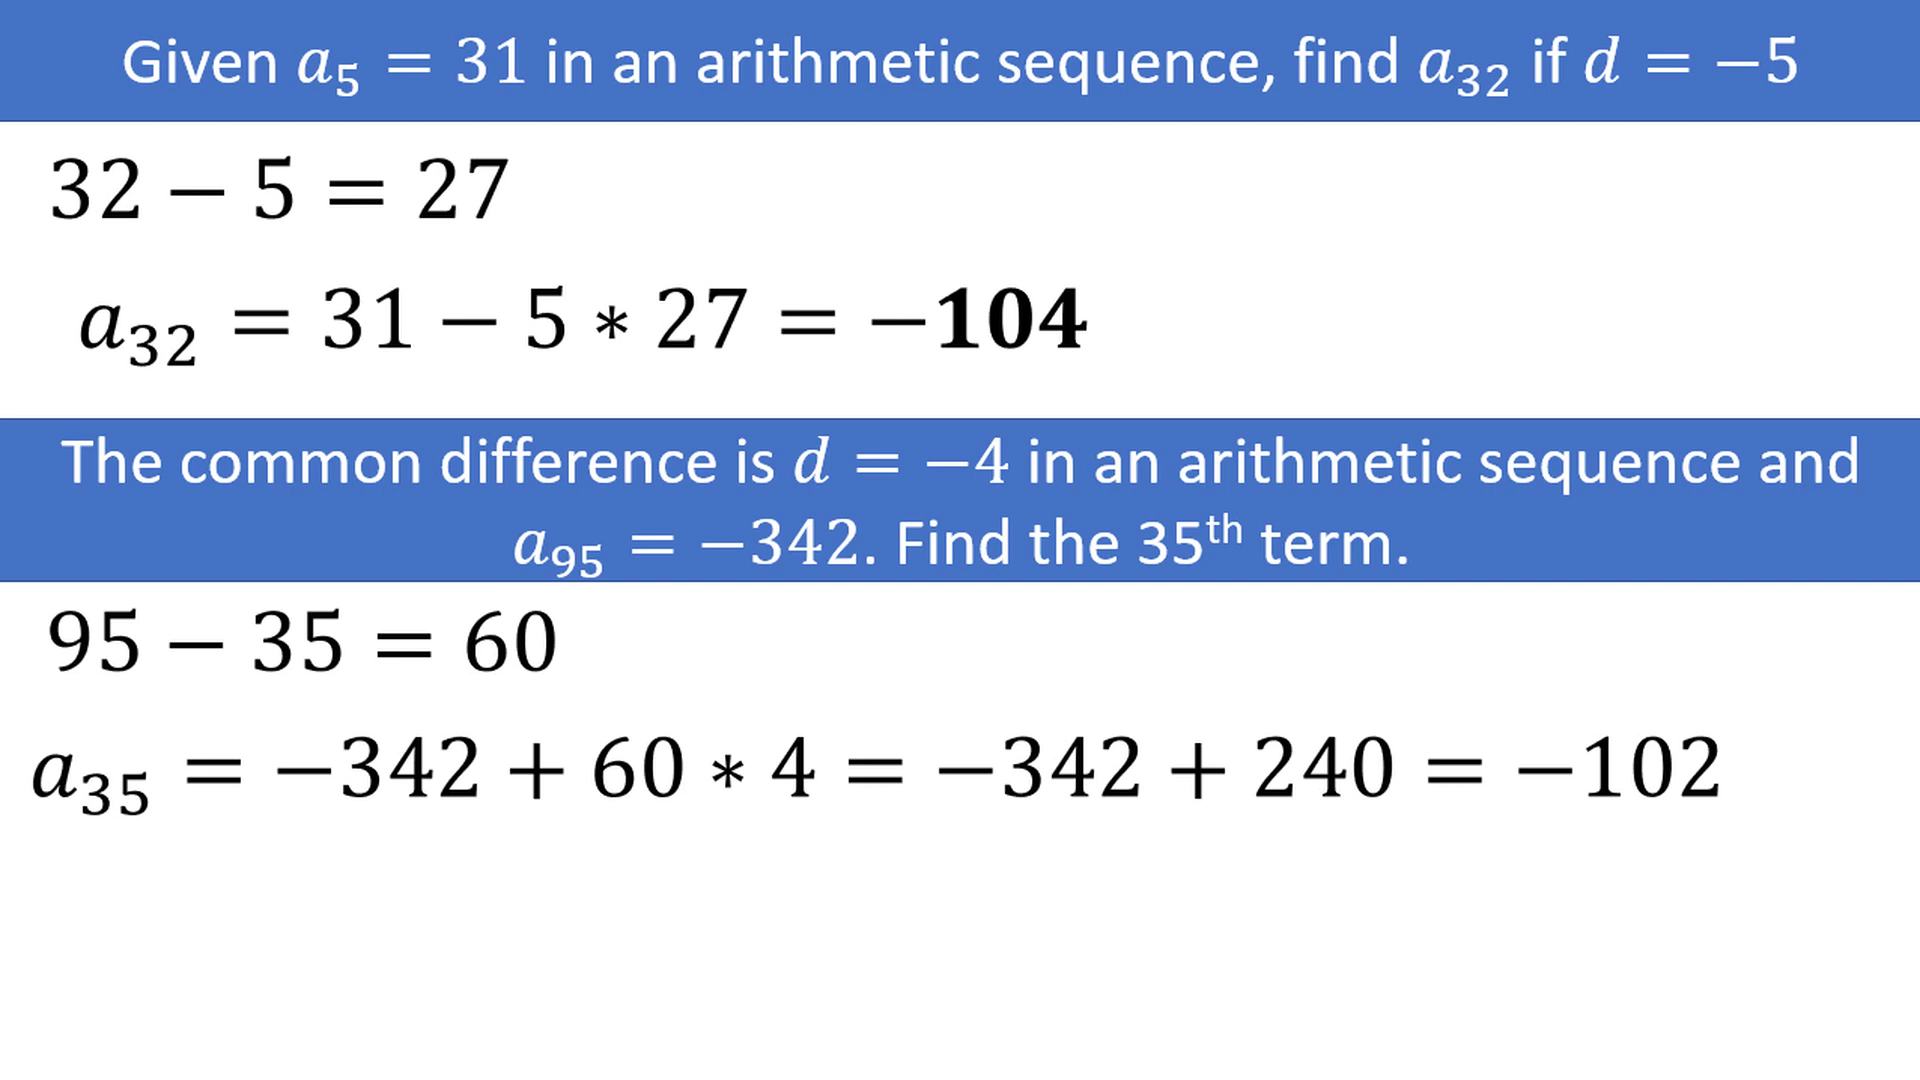 Given a₅ = 31 in an arithmetic sequence, find a₃₂ if d = −5
32 − 5 = 27
a₃₂ = 31 − 5 ∗ 27 = −104
The common difference is d = −4 in an arithmetic sequence and
a₉₅ = −342. Find the 35ᵗʰ term.
95 − 35 = 60
a₃₅ = −342 + 60 ∗ 4 = −342 + 240 = −102